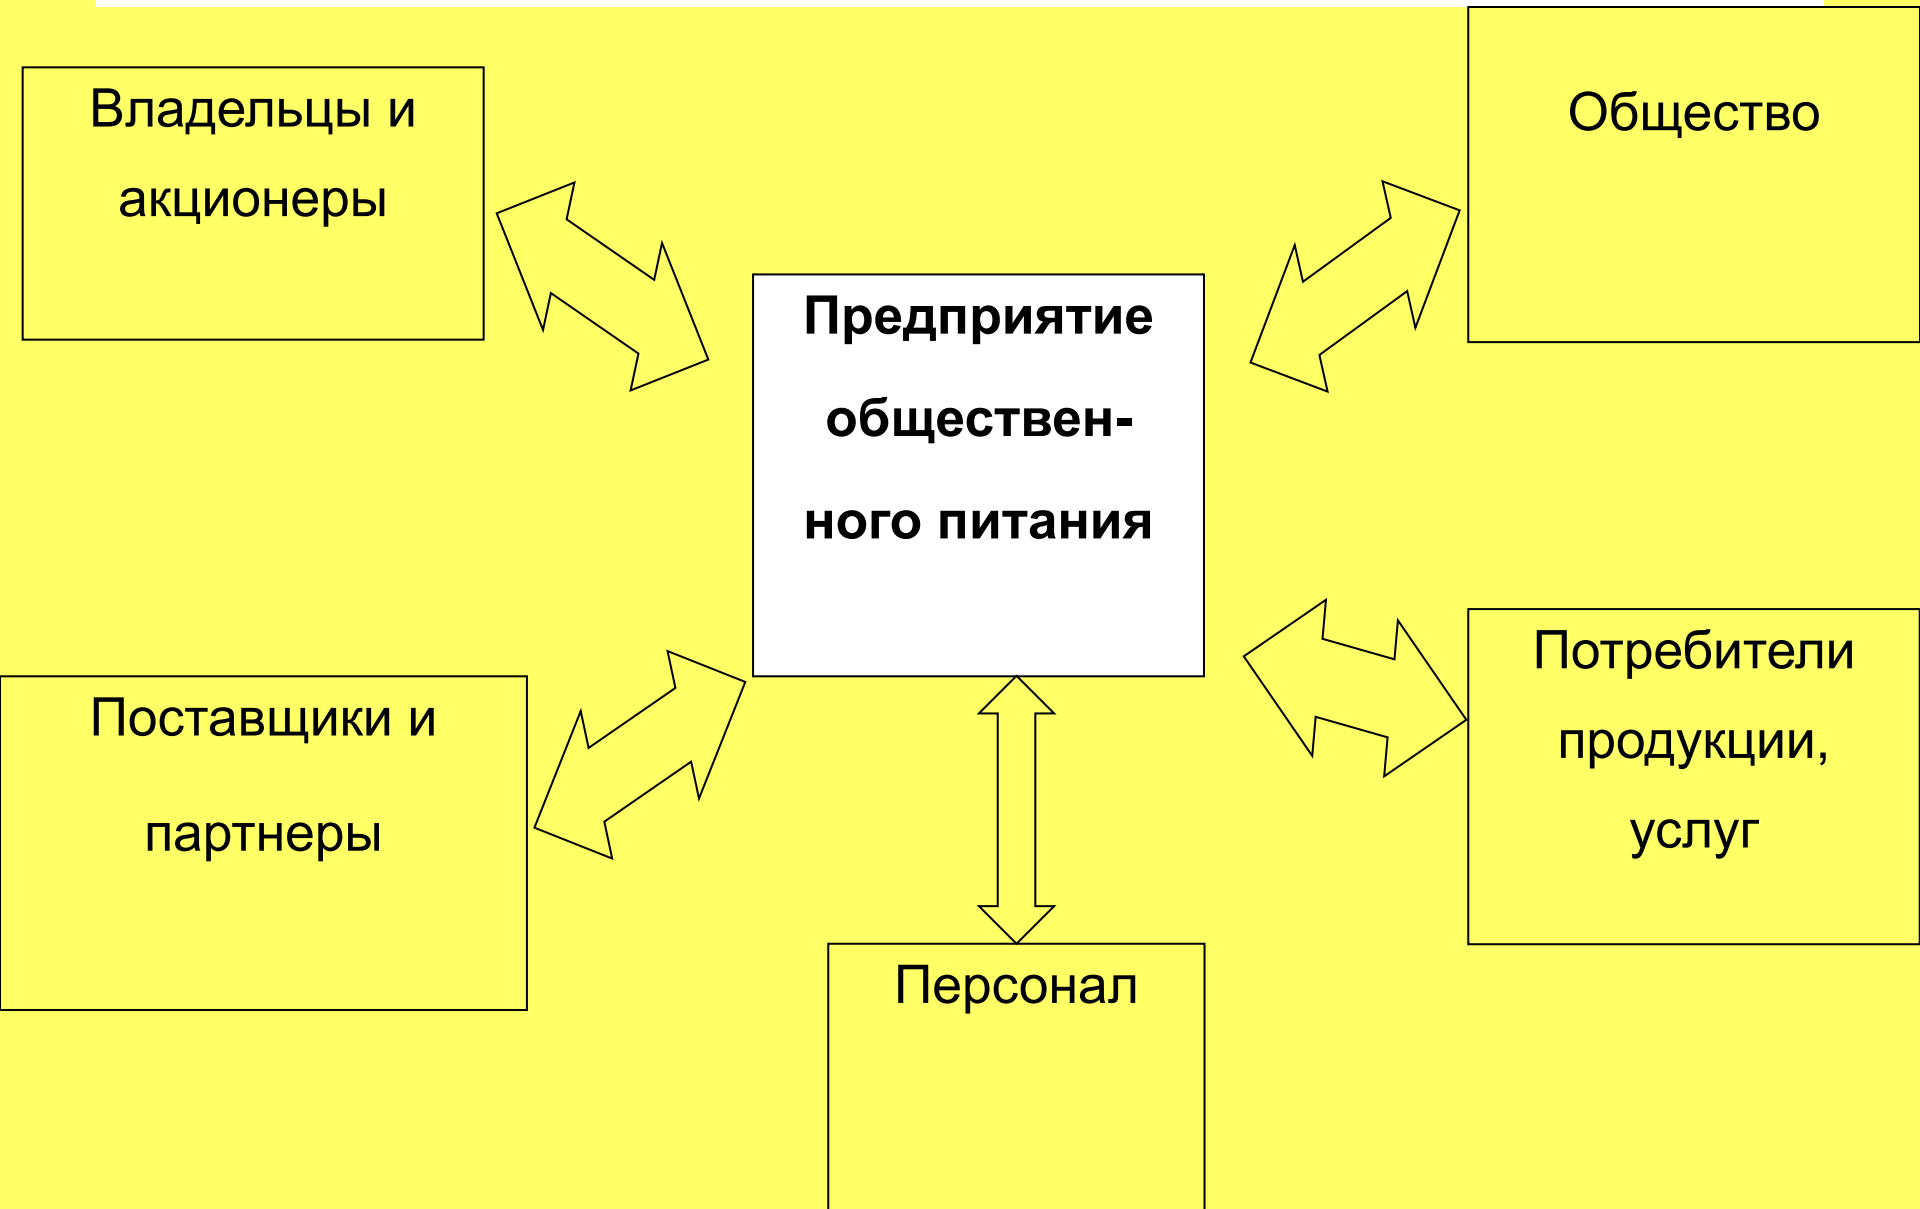 Владельцы и
акционеры
Общество
Предприятие
обществен-
ного питания
Поставщики и
партнеры
Потребители
продукции,
услуг
Персонал